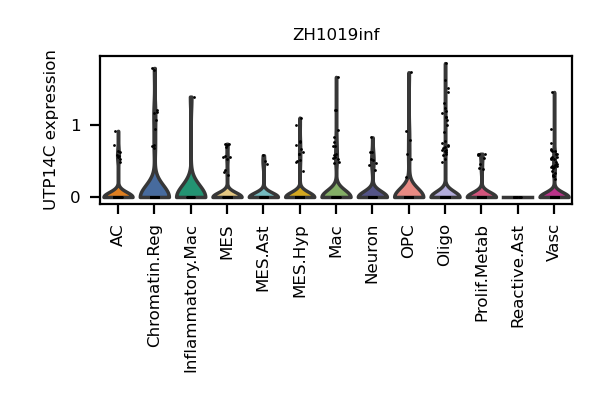 ZH1019inf
UTP14C expression
1
0
AC
Chromatin.Reg
Inflammatory.Mac
MES
MES.Ast
MES.Hyp
Mac
Neuron
OPC
Oligo
Prolif.Metab
Reactive.Ast
Vasc